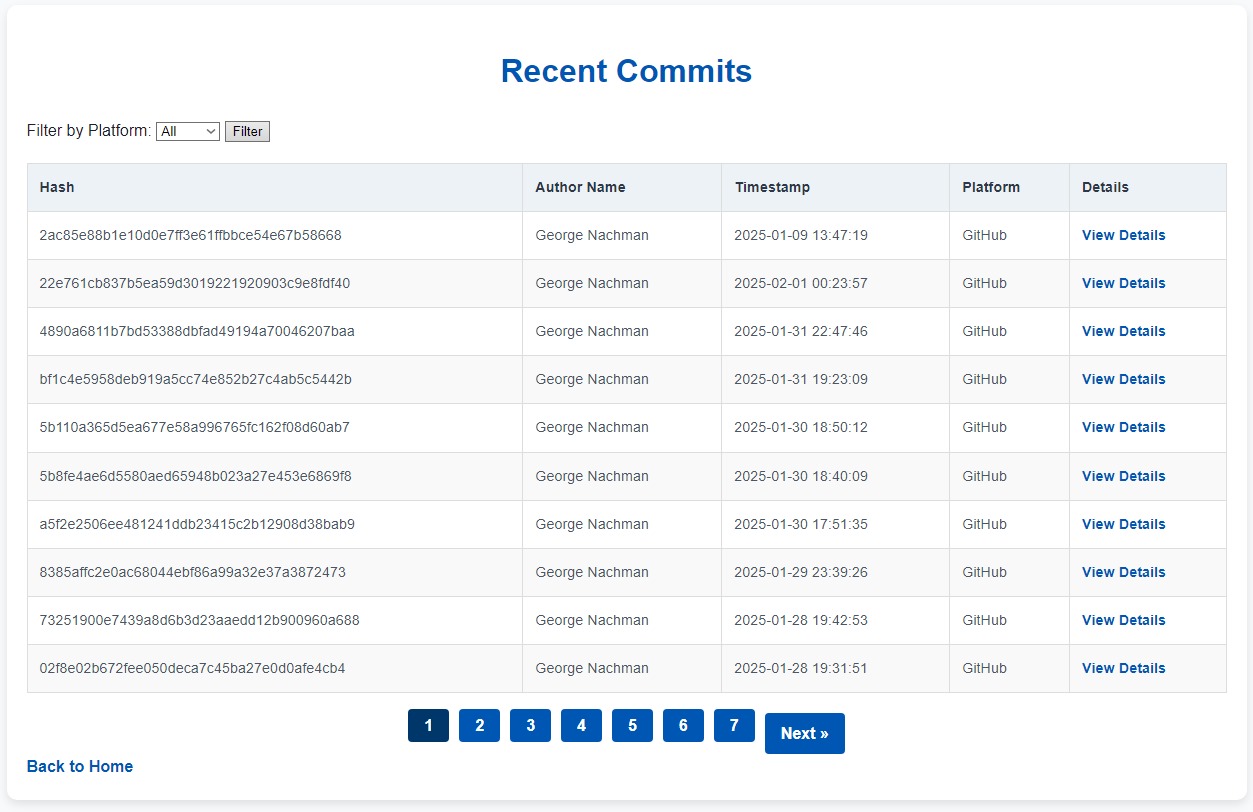 Recent Commits
Filter by Platform: All Filter
Hash Author Name Timestamp Platform Details
2ac85e88b1e10d0e7ff3e61ffbbce54e67b58668 George Nachman 2025-01-09 13:47:19 GitHub View Details
22e761cb837b5ea59d3019221920903c9e8fdf40 George Nachman 2025-02-01 00:23:57 GitHub View Details
4890a6811b7bd53388dbfad49194a70046207baa George Nachman 2025-01-31 22:47:46 GitHub View Details
bf1c4e5958deb919a5cc74e852b27c4ab5c5442b George Nachman 2025-01-31 19:23:09 GitHub View Details
5b110a365d5ea677e58a996765fc162f08d60ab7 George Nachman 2025-01-30 18:50:12 GitHub View Details
5b8fe4ae6d5580aed65948b023a27e453e6869f8 George Nachman 2025-01-30 18:40:09 GitHub View Details
a5f2e2506ee481241ddb23415c2b12908d38bab9 George Nachman 2025-01-30 17:51:35 GitHub View Details
8385affc2e0ac68044ebf86a99a32e37a3872473 George Nachman 2025-01-29 23:39:26 GitHub View Details
73251900e7439a8d6b3d23aaedd12b900960a688 George Nachman 2025-01-28 19:42:53 GitHub View Details
02f8e02b672fee050deca7c45ba27e0d0afe4cb4 George Nachman 2025-01-28 19:31:51 GitHub View Details
1 2 3 4 5 6 7 Next »
Back to Home